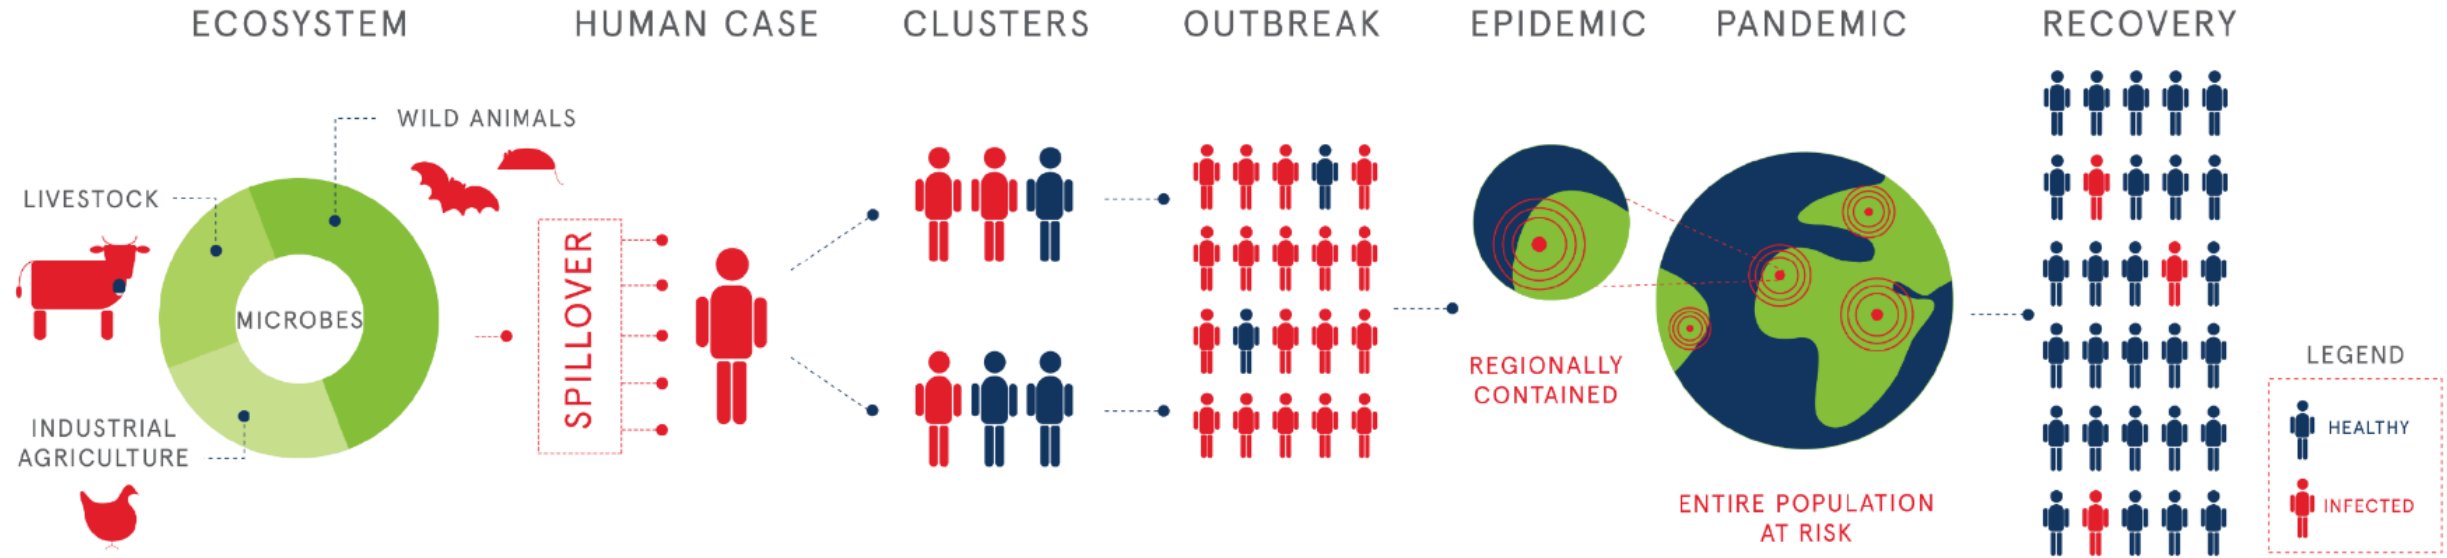 ECOSYSTEM
HUMAN CASE
CLUSTERS
OUTBREAK
EPIDEMIC
PANDEMIC
RECOVERY
WILD ANIMALS
LIVESTOCK
MICROBES
INDUSTRIAL
AGRICULTURE
SPILLOVER
REGIONALLY
CONTAINED
ENTIRE POPULATION
AT RISK
LEGEND
HEALTHY
INFECTED